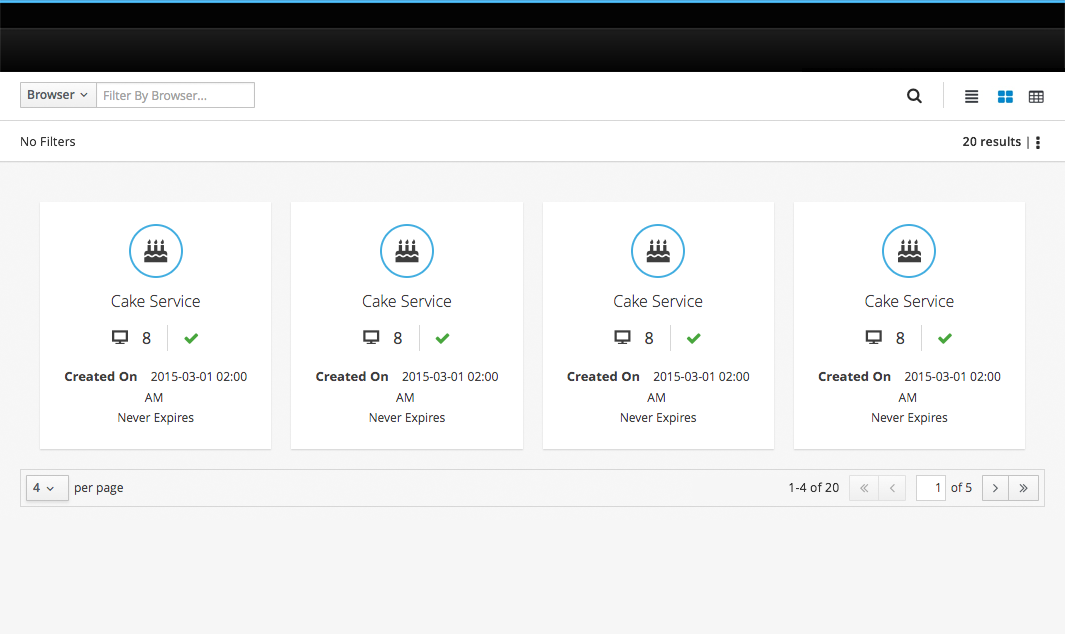 Browser Filter By Browser...
No Filters 20 results |
Cake Service
8
Created On 2015-03-01 02:00
AM
Never Expires
Cake Service
8
Created On 2015-03-01 02:00
AM
Never Expires
Cake Service
8
Created On 2015-03-01 02:00
AM
Never Expires
Cake Service
8
Created On 2015-03-01 02:00
AM
Never Expires
4 per page 1-4 of 20 « ‹ 1 of 5 › »